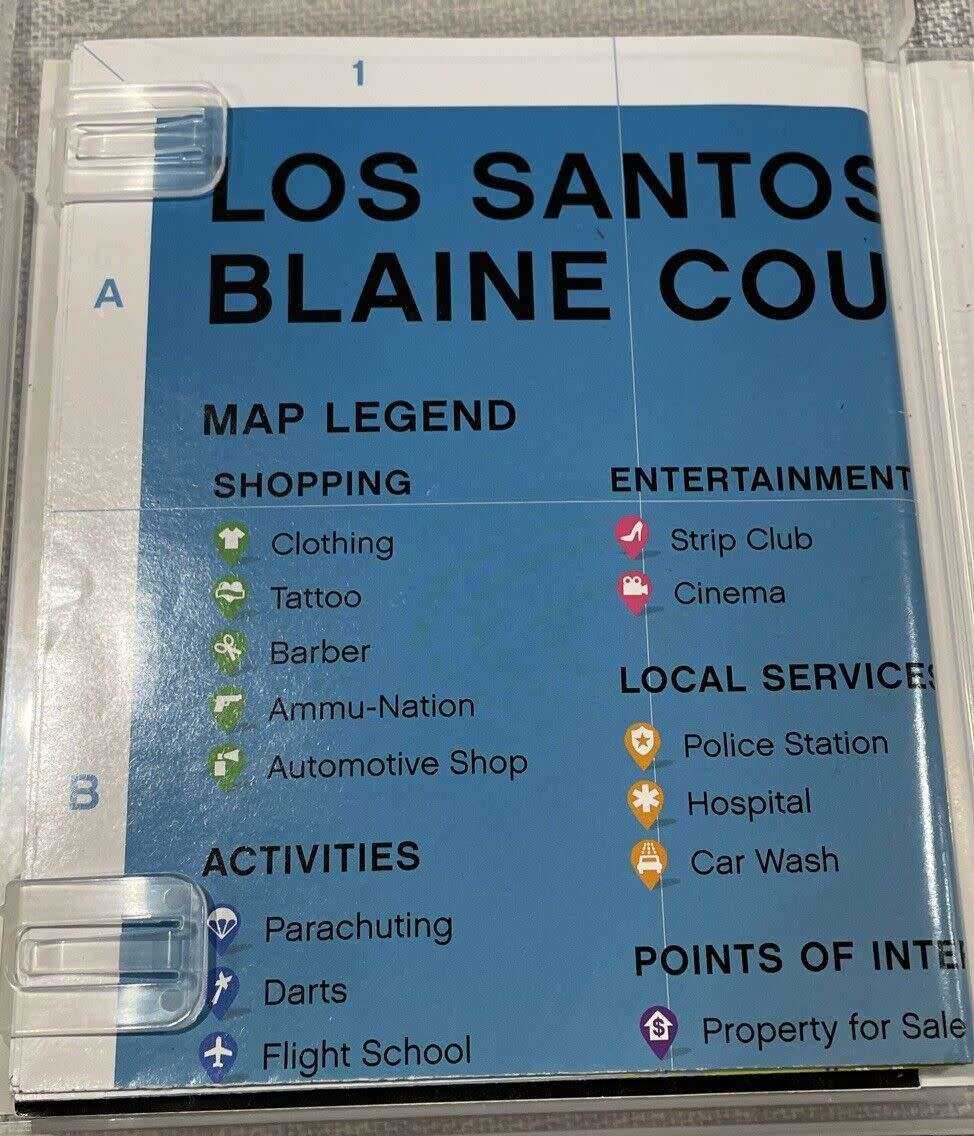 1
LOS SANTOS
A
BLAINE COU
MAP LEGEND
SHOPPING
Clothing
Tattoo
Barber
Ammu-Nation
Automotive Shop
B
ACTIVITIES
Parachuting
Darts
Flight School
ENTERTAINMENT
Strip Club
Cinema
LOCAL SERVICES
Police Station
Hospital
Car Wash
POINTS OF INTE
$
Property for Sale